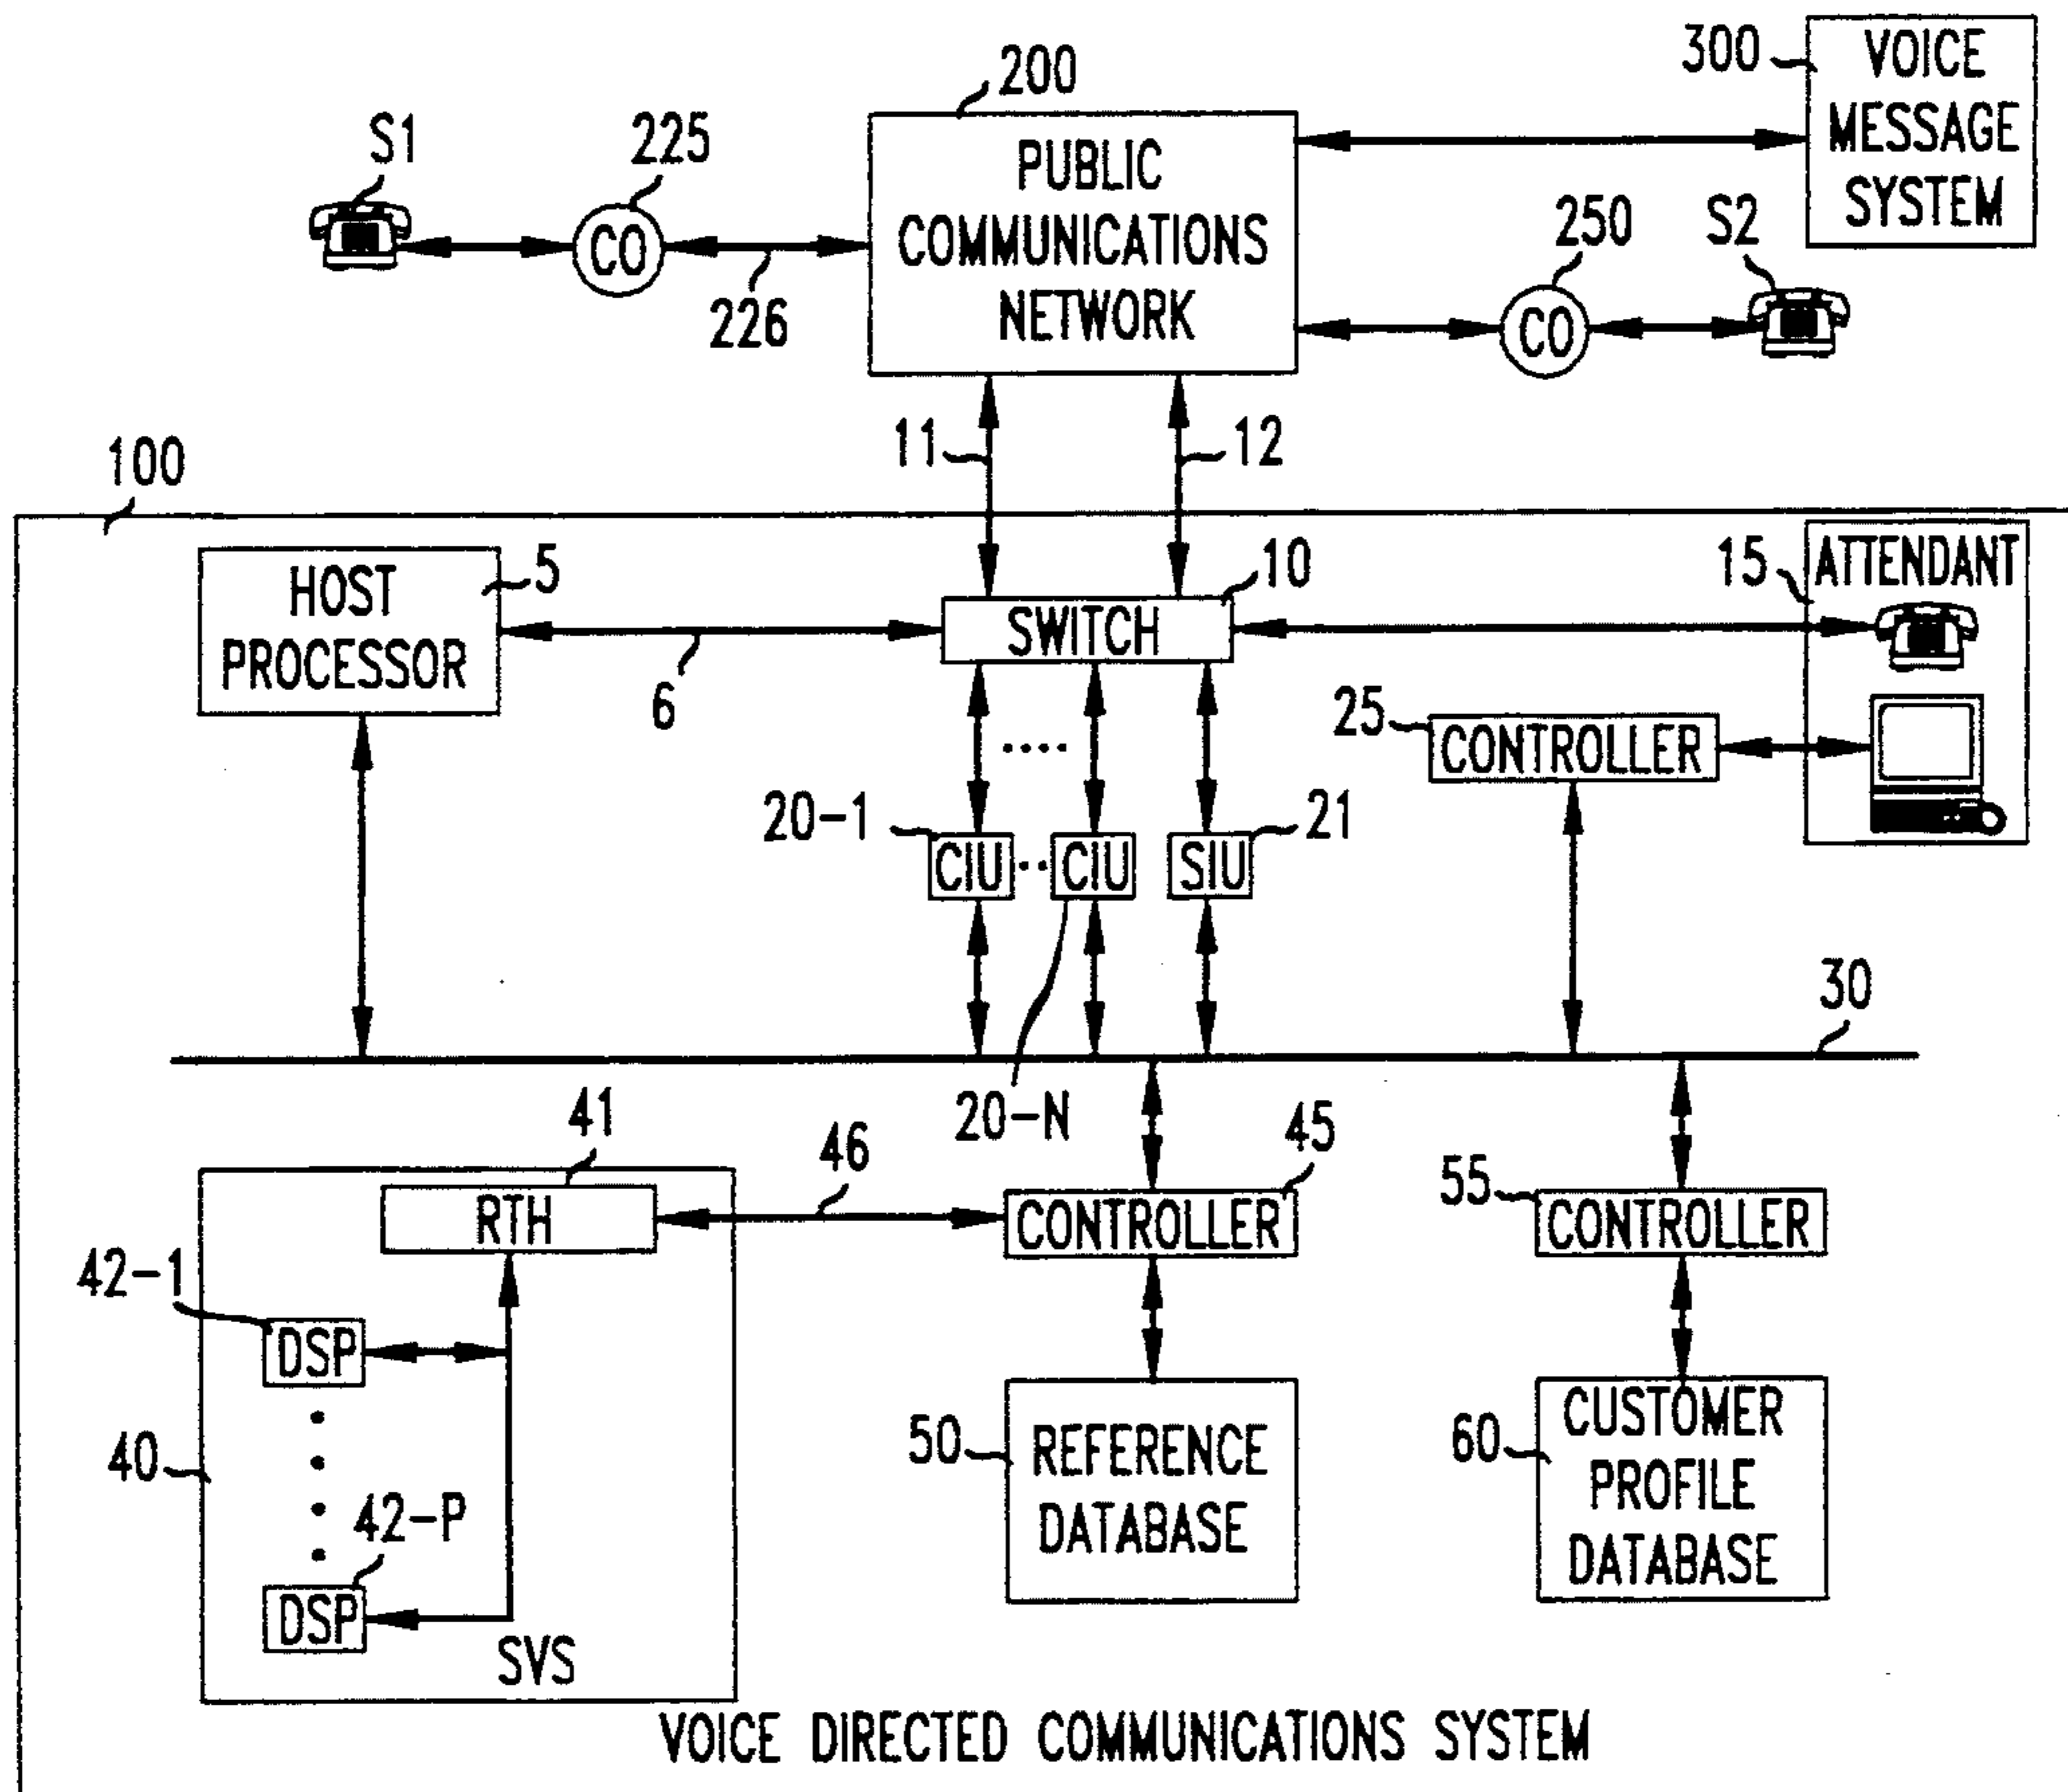 300
VOICE
MESSAGE
SYSTEM
200
PUBLIC
COMMUNICATIONS
NETWORK
S1
225
CO
226
250
CO
S2
11
12
100
HOST
PROCESSOR
5
6
10
SWITCH
15
ATTENDANT
25
CONTROLLER
20-1
CIU
CIU
SIU
21
20-N
30
41
RTH
46
45
CONTROLLER
55
CONTROLLER
42-1
DSP
40
42-P
DSP
SVS
50
REFERENCE
DATABASE
60
CUSTOMER
PROFILE
DATABASE
VOICE DIRECTED COMMUNICATIONS SYSTEM